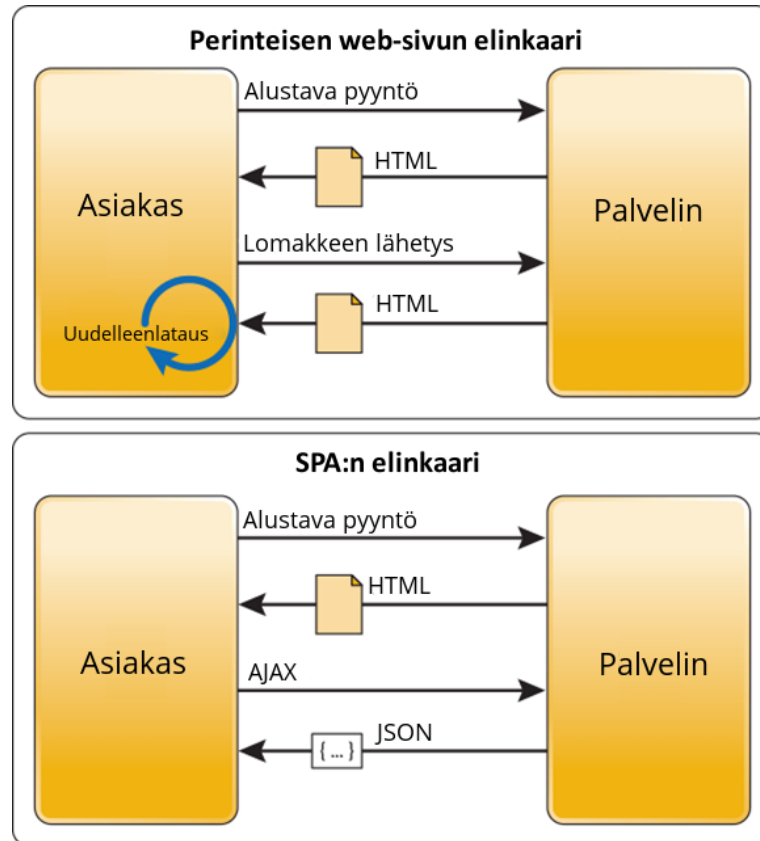 Perinteisen web-sivun elinkaari
Alustava pyyntö
HTML
Asiakas
Palvelin
Lomakkeen lähetys
HTML
Uudelleenlataus
SPA:n elinkaari
Alustava pyyntö
HTML
Asiakas
Palvelin
AJAX
JSON
{ ... }